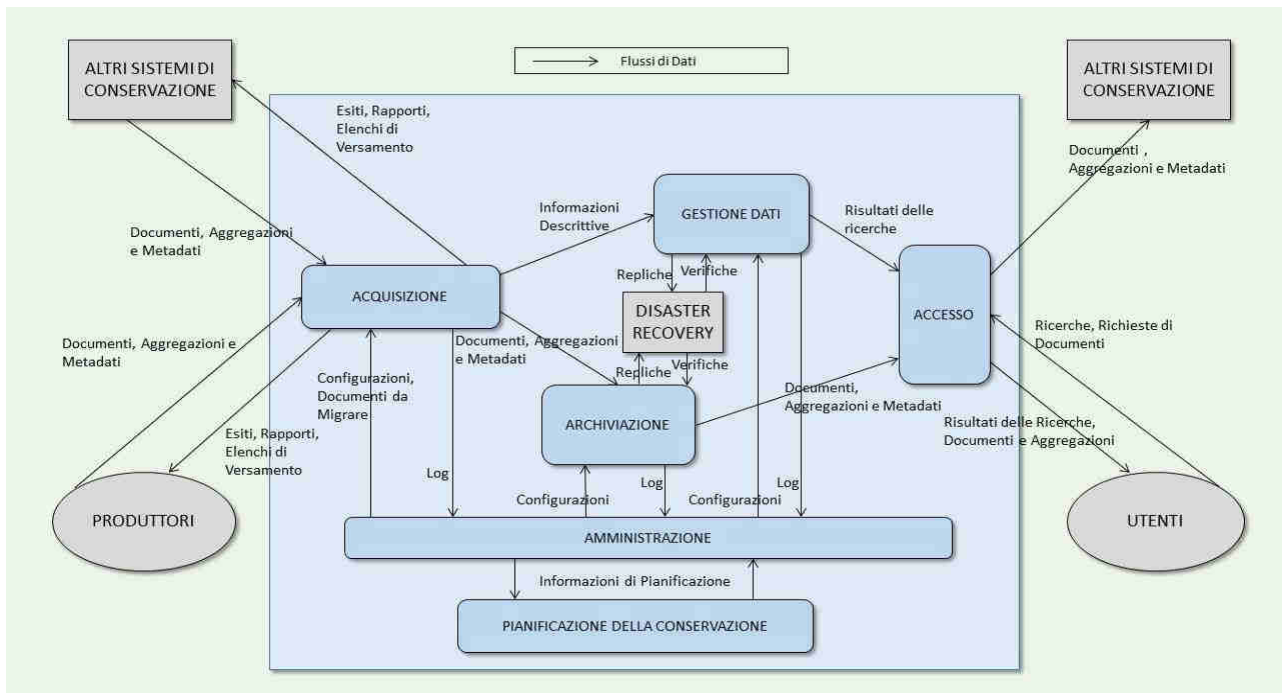 ALTRI SISTEMI DI
CONSERVAZIONE
Flussi di Dati
ALTRI SISTEMI DI
CONSERVAZIONE
Esiti, Rapporti,
Elenchi di
Versamento
Documenti ,
Aggregazioni e Metadati
Documenti, Aggregazioni
e Metadati
Informazioni
Descrittive
GESTIONE DATI
Risultati delle
ricerche
Repliche
Verifiche
ACQUISIZIONE
DISASTER
RECOVERY
ACCESSO
Documenti, Aggregazioni e
Metadati
Documenti, Aggregazioni
e Metadati
Ricerche, Richieste di
Documenti
Repliche
Verifiche
Configurazioni,
Documenti da
Migrare
Documenti,
Aggregazioni e Metadati
ARCHIVIAZIONE
Risultati delle Ricerche,
Documenti e Aggregazioni
Esiti, Rapporti,
Elenchi di
Versamento
Log
Configurazioni
Log
Configurazioni
Log
PRODUTTORI
UTENTI
AMMINISTRAZIONE
Informazioni di Pianificazione
PIANIFICAZIONE DELLA CONSERVAZIONE